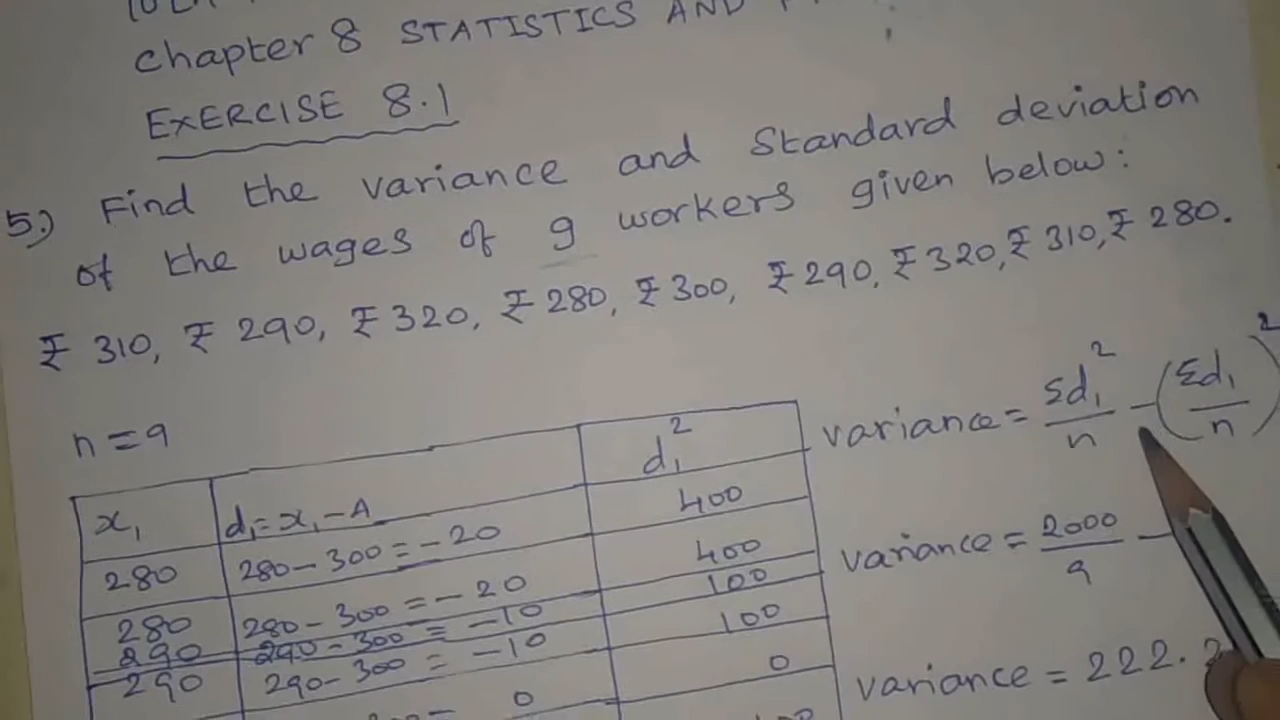 Chapter 8 STATISTICS AND
EXERCISE 8.1
5.) Find the variance and Standard deviation
of the wages of 9 workers given below:
₹ 310, ₹ 290, ₹ 320, ₹ 280, ₹ 300, ₹ 290, ₹ 320, ₹ 310, ₹ 280.
n = 9
variance = Σd₁²/n - (Σd₁/n)²
x₁ d₁ = x₁ - A d₁²
280 280 - 300 = -20 400
280 280 - 300 = -20 400
290 290 - 300 = -10 100
290 290 - 300 = -10 100
0 0
variance = 2000/9 -
variance = 222.